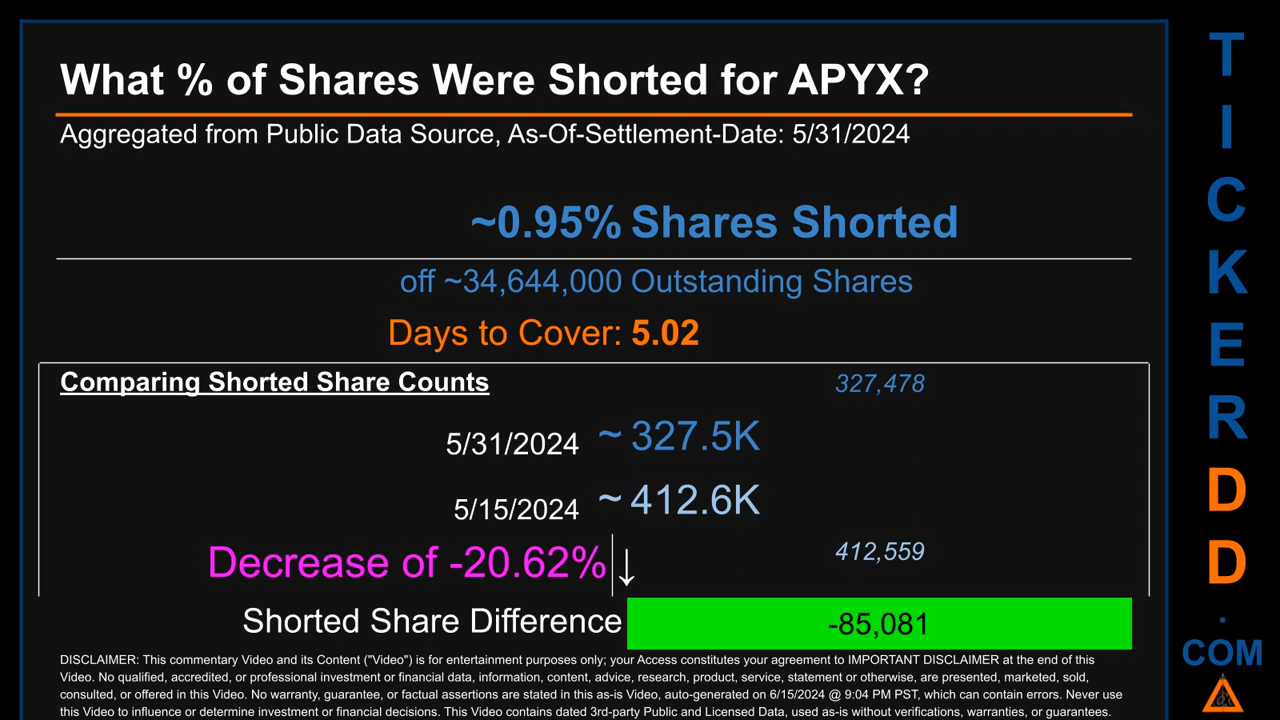 What % of Shares Were Shorted for APYX?
Aggregated from Public Data Source, As-Of-Settlement-Date: 5/31/2024
~0.95% Shares Shorted
off ~34,644,000 Outstanding Shares
Days to Cover: 5.02
Comparing Shorted Share Counts
327,478
5/31/2024 ~ 327.5K
5/15/2024 ~ 412.6K
Decrease of -20.62% ↓
412,559
Shorted Share Difference -85,081
DISCLAIMER: This commentary Video and its Content ("Video") is for entertainment purposes only; your Access constitutes your agreement to IMPORTANT DISCLAIMER at the end of this
Video. No qualified, accredited, or professional investment or financial data, information, content, advice, research, product, service, statement or otherwise, are presented, marketed, sold,
consulted, or offered in this Video. No warranty, guarantee, or factual assertions are stated in this as-is Video, auto-generated on 6/15/2024 @ 9:04 PM PST, which can contain errors. Never use
this Video to influence or determine investment or financial decisions. This Video contains dated 3rd-party Public and Licensed Data, used as-is without verifications, warranties, or guarantees.
T
I
C
K
E
R
D
D
.
COM